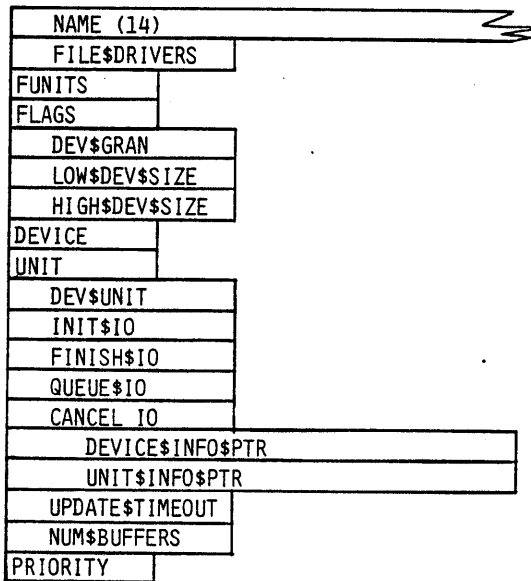 NAME (14)
FILE$DRIVERS
FUNITS
FLAGS
DEV$GRAN
LOW$DEV$SIZE
HIGH$DEV$SIZE
DEVICE
UNIT
DEV$UNIT
INIT$IO
FINISH$IO
QUEUE$IO
CANCEL IO
DEVICE$INFO$PTR
UNIT$INFO$PTR
UPDATE$TIMEOUT
NUM$BUFFERS
PRIORITY